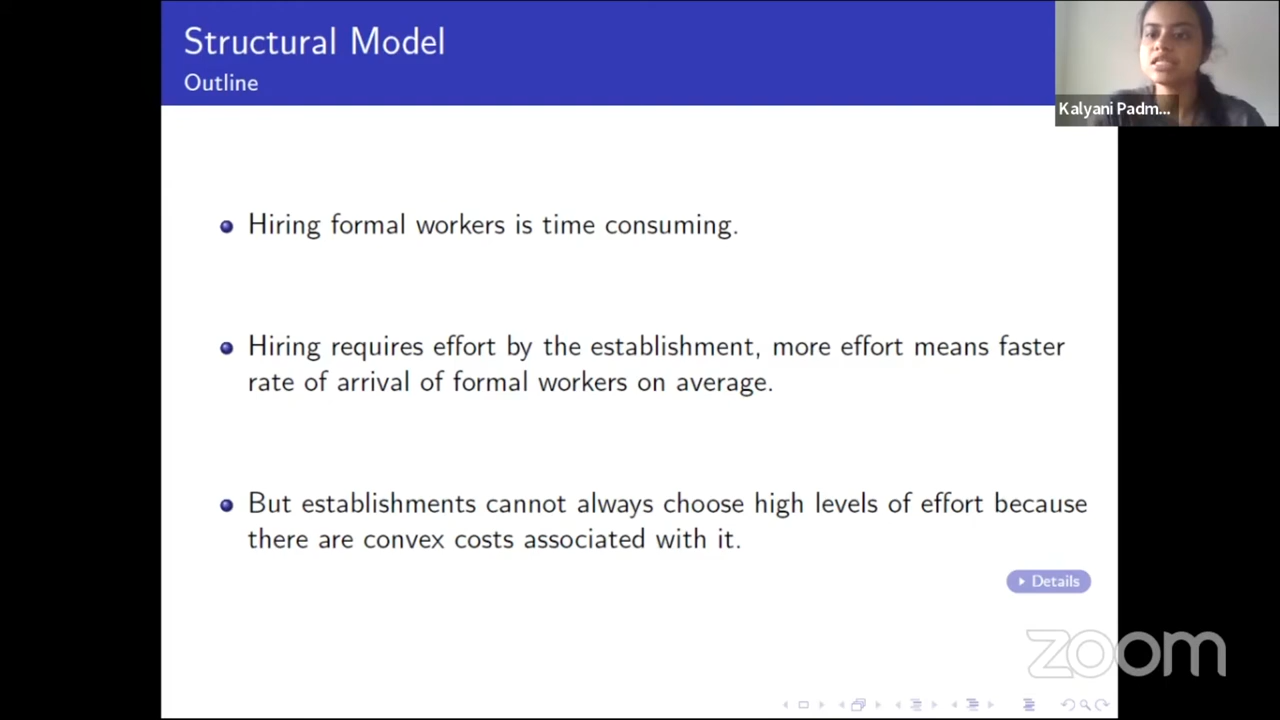 Structural Model
Outline
Kalyani Padm...
Hiring formal workers is time consuming.
Hiring requires effort by the establishment, more effort means faster
rate of arrival of formal workers on average.
But establishments cannot always choose high levels of effort because
there are convex costs associated with it.
Details
zoom